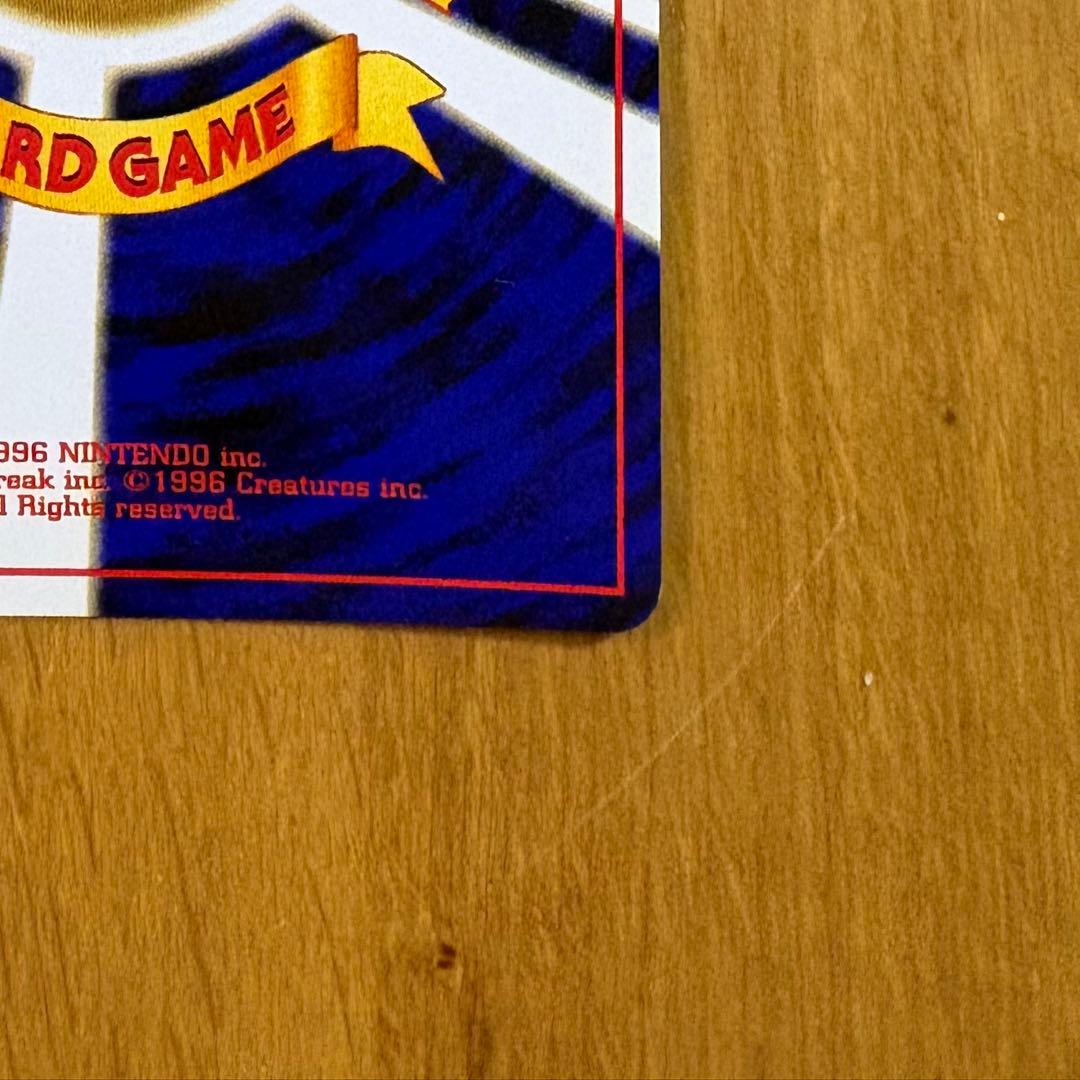 RD GAME
996 NINTENDO inc.
reak inc. ©1996 Creatures inc.
l Rights reserved.